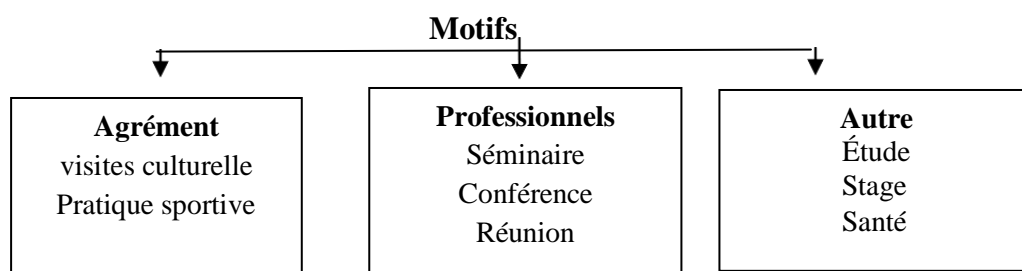 Motifs
Agrément
visites culturelle
Pratique sportive
Professionnels
Séminaire
Conférence
Réunion
Autre
Étude
Stage
Santé